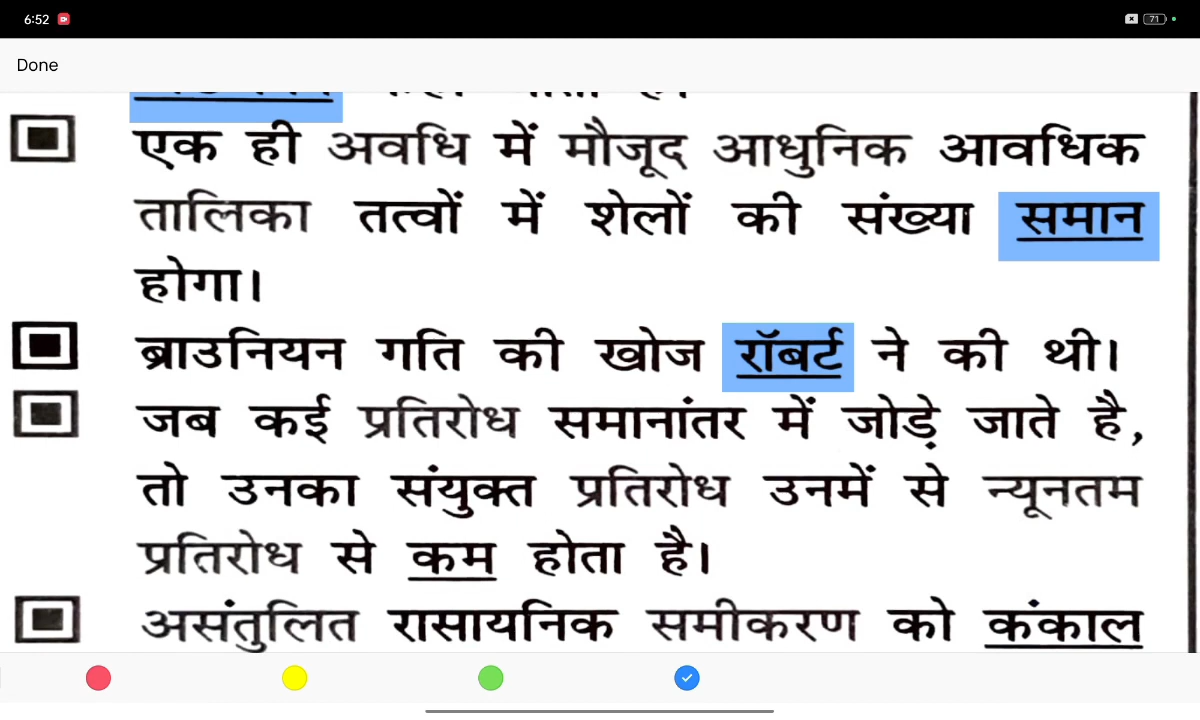 6:52
71
Done
एक ही अवधि में मौजूद आधुनिक आवधिक
तालिका तत्वों में शेलों की संख्या समान
होगा।
ब्राउनियन गति की खोज रॉबर्ट ने की थी।
जब कई प्रतिरोध समानांतर में जोड़े जाते है,
तो उनका संयुक्त प्रतिरोध उनमें से न्यूनतम
प्रतिरोध से कम होता है।
असंतुलित रासायनिक समीकरण को कंकाल